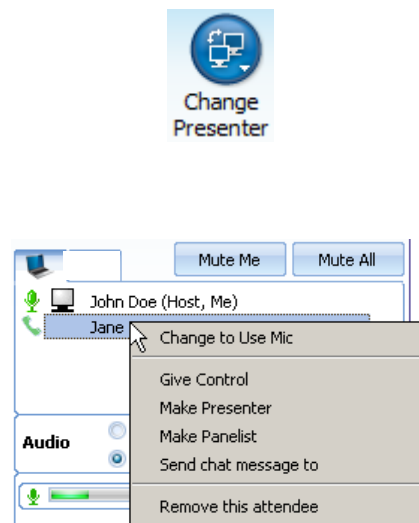 Change
Presenter
Mute Me
Mute All
John Doe (Host, Me)
Jane
Change to Use Mic
Give Control
Make Presenter
Make Panelist
Send chat message to
Remove this attendee
Audio